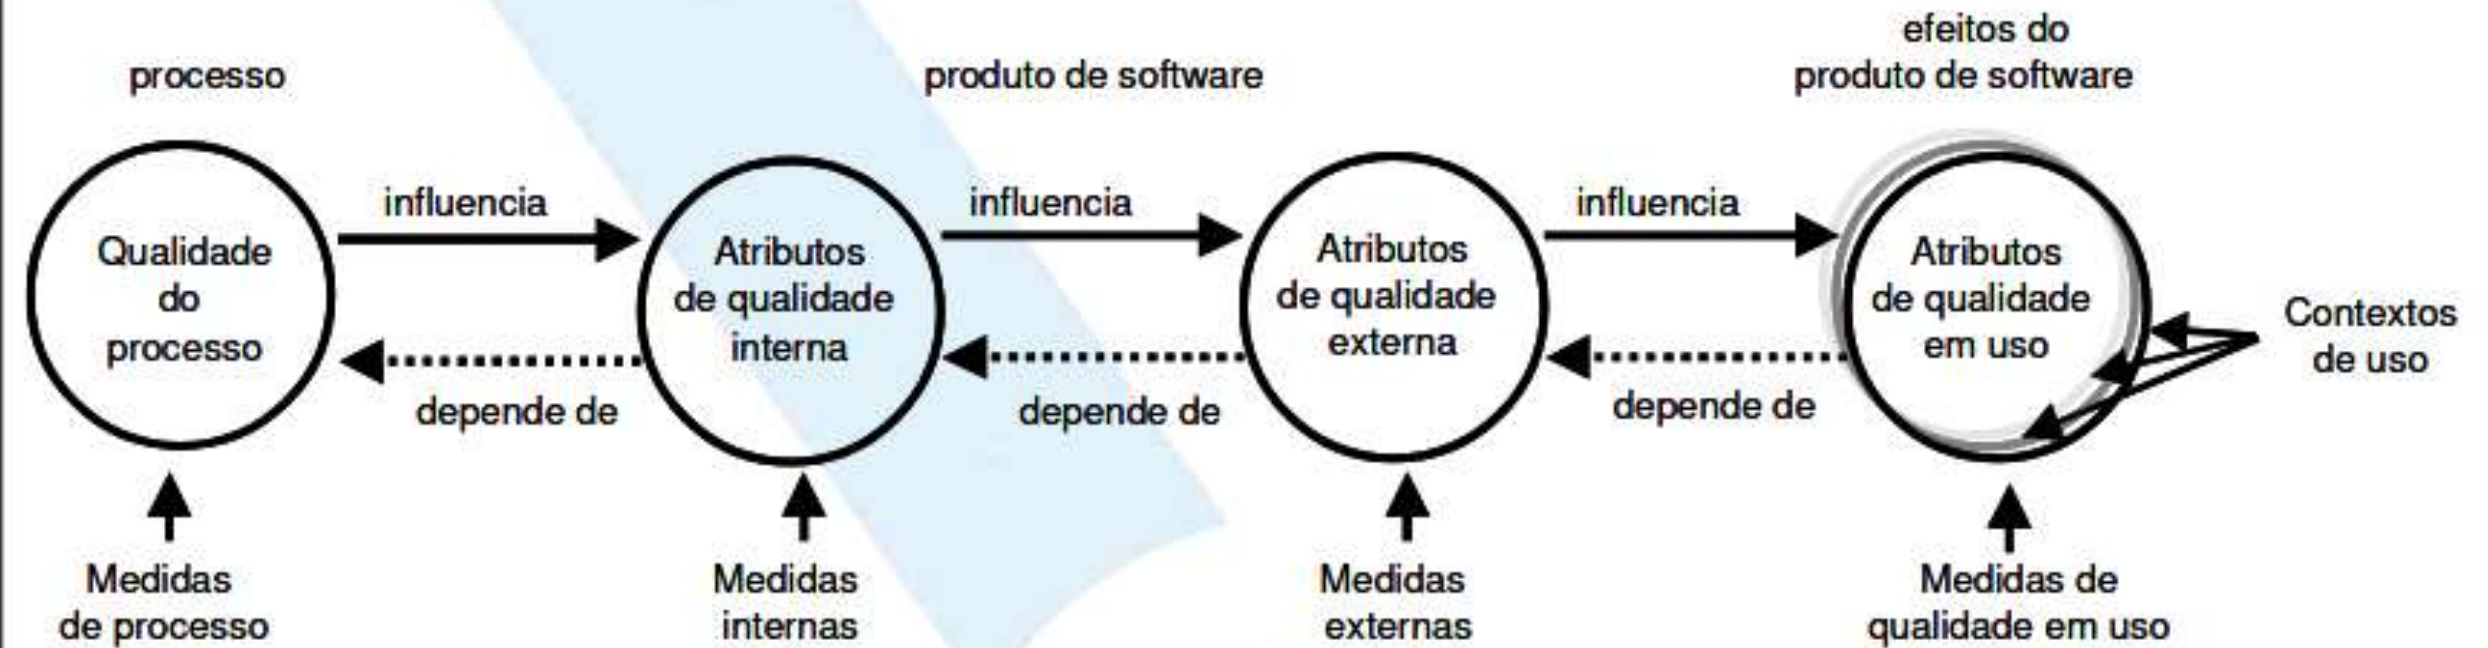 processo
produto de software
efeitos do
produto de software
Qualidade
do
processo
influencia
depende de
Atributos
de qualidade
interna
influencia
depende de
Atributos
de qualidade
externa
influencia
depende de
Atributos
de qualidade
em uso
Contextos
de uso
Medidas
de processo
Medidas
internas
Medidas
externas
Medidas de
qualidade em uso